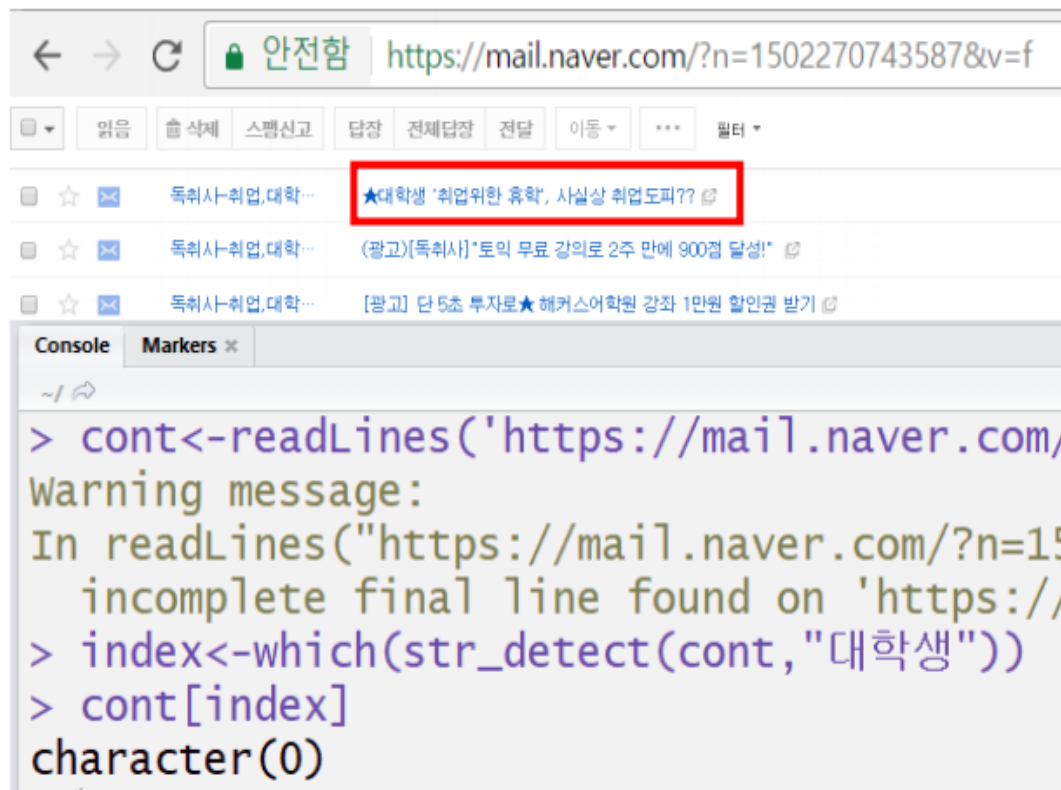 안전함 https://mail.naver.com/?n=1502270743587&v=f
읽음 삭제 스팸신고 답장 전체답장 전달 이동 ··· 필터
독취사-취업,대학··· ★대학생 '취업위한 휴학', 사실상 취업도피??
독취사-취업,대학··· (광고)[독취사]"토익 무료 강의로 2주 만에 900점 달성!"
독취사-취업,대학··· [광고] 단 5초 투자로★ 해커스어학원 강좌 1만원 할인권 받기
Console Markers ×
~/
> cont<-readLines('https://mail.naver.com/
Warning message:
In readLines("https://mail.naver.com/?n=15
incomplete final line found on 'https://
> index<-which(str_detect(cont,"대학생"))
> cont[index]
character(0)